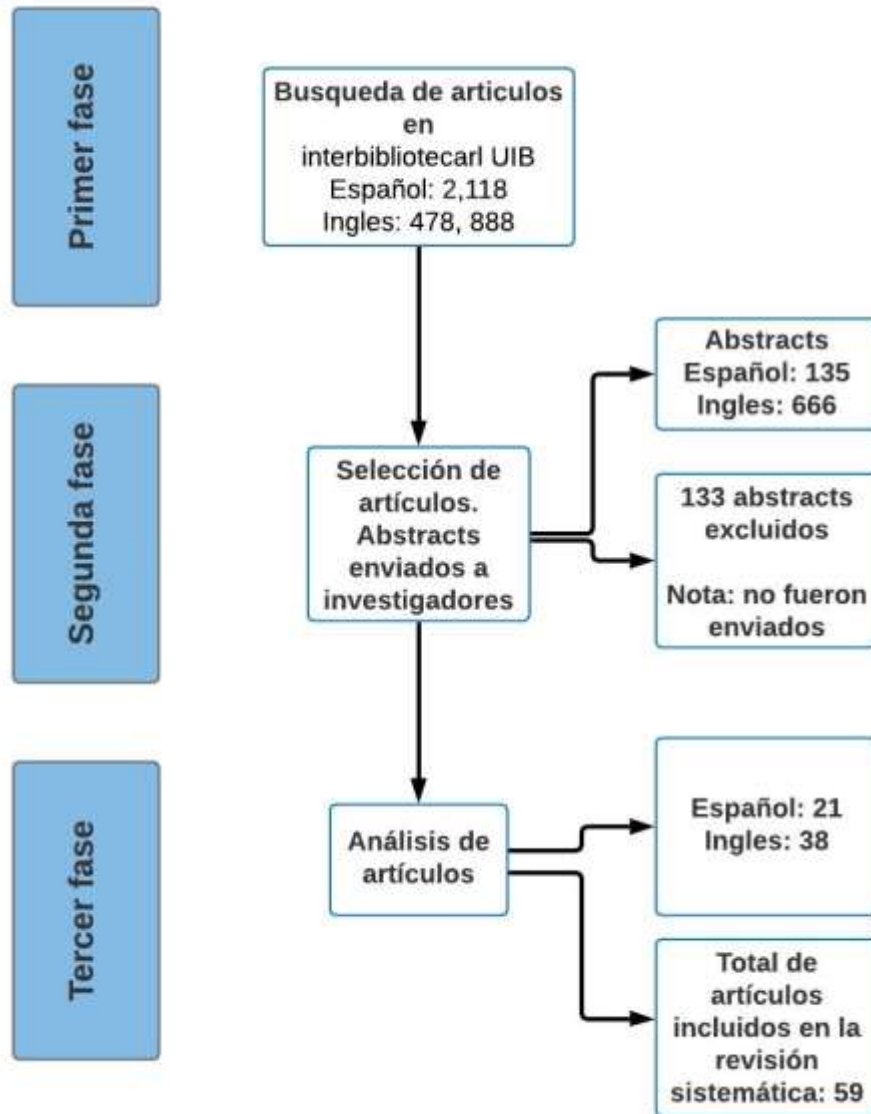 Primer fase
Busqueda de articulos
en
interbibliotecarl UIB
Español: 2,118
Ingles: 478, 888
Abstracts
Español: 135
Ingles: 666
Segunda fase
Selección de
artículos.
Abstracts
enviados a
investigadores
133 abstracts
excluidos
Nota: no fueron
enviados
Tercer fase
Análisis de
artículos
Español: 21
Ingles: 38
Total de
artículos
incluidos en la
revisión
sistemática: 59